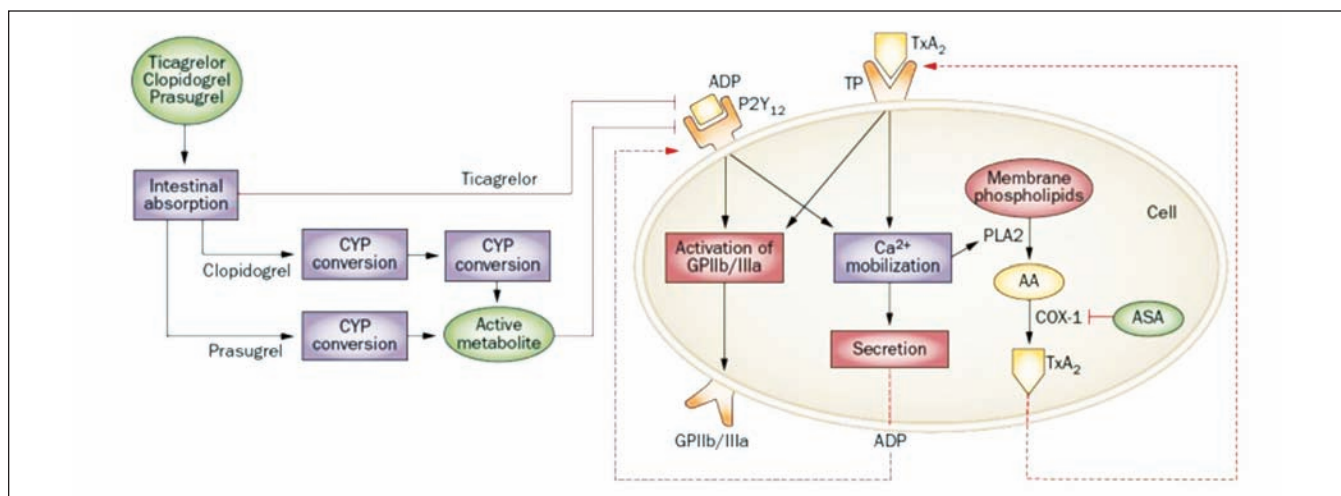 Ticagrelor
Clopidogrel
Prasugrel
Intestinal
absorption
Ticagrelor
Clopidogrel
CYP
conversion
CYP
conversion
Prasugrel
CYP
conversion
Active
metabolite
ADP
P2Y₁₂
TxA₂
TP
Membrane
phospholipids
Cell
Activation of
GPIIb/IIIa
Ca²⁺
mobilization
PLA2
AA
COX-1
ASA
Secretion
TxA₂
GPIIb/IIIa
ADP